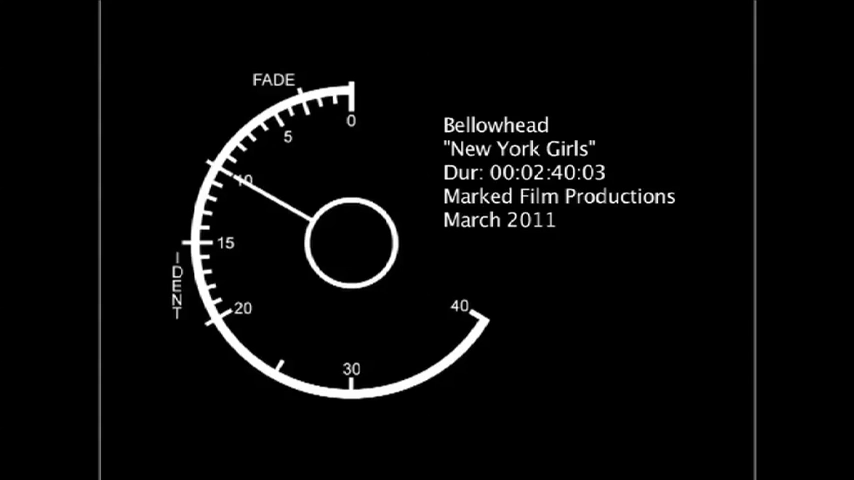 FADE
0
5
10
15
IDENT
20
30
40
Bellowhead
"New York Girls"
Dur: 00:02:40:03
Marked Film Productions
March 2011